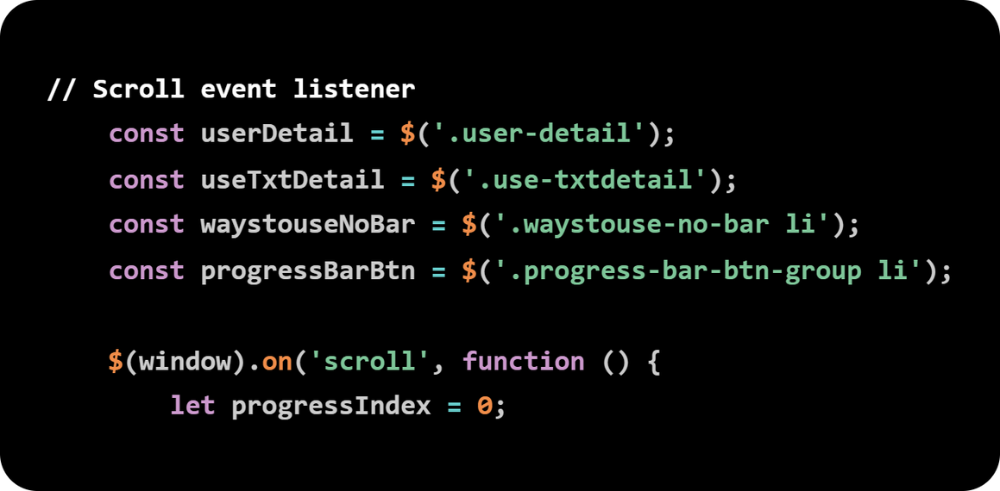 // Scroll event listener
const userDetail = $('.user-detail');
const useTxtDetail = $('.use-txtdetail');
const waystouseNoBar = $('.waystouse-no-bar li');
const progressBarBtn = $('.progress-bar-btn-group li');
$(window).on('scroll', function () {
let progressIndex = 0;